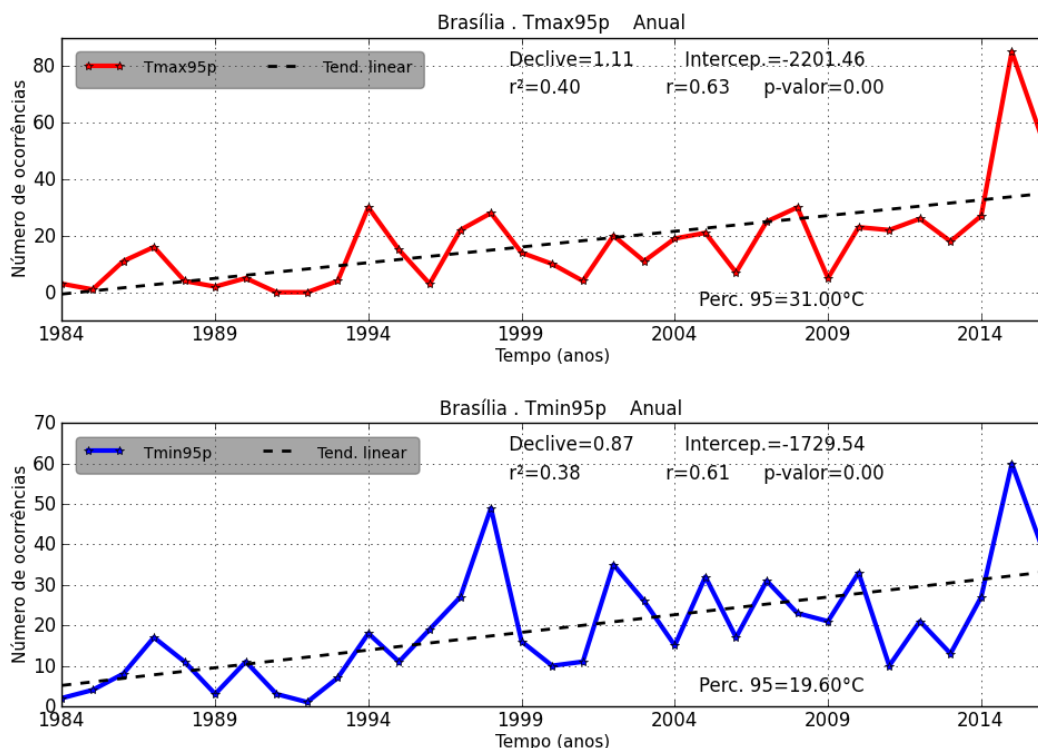 Brasília . Tmax95p    Anual
Tmax95p    Tend. linear
Declive=1.11    Intercep.=-2201.46
r²=0.40    r=0.63    p-valor=0.00
Número de ocorrências
80
60
40
20
0
Perc. 95=31.00°C
1984 1989 1994 1999 2004 2009 2014
Tempo (anos)
Brasília . Tmin95p    Anual
Tmin95p    Tend. linear
Declive=0.87    Intercep.=-1729.54
r²=0.38    r=0.61    p-valor=0.00
Número de ocorrências
70
60
50
40
30
20
10
0
Perc. 95=19.60°C
1984 1989 1994 1999 2004 2009 2014
Tempo (anos)